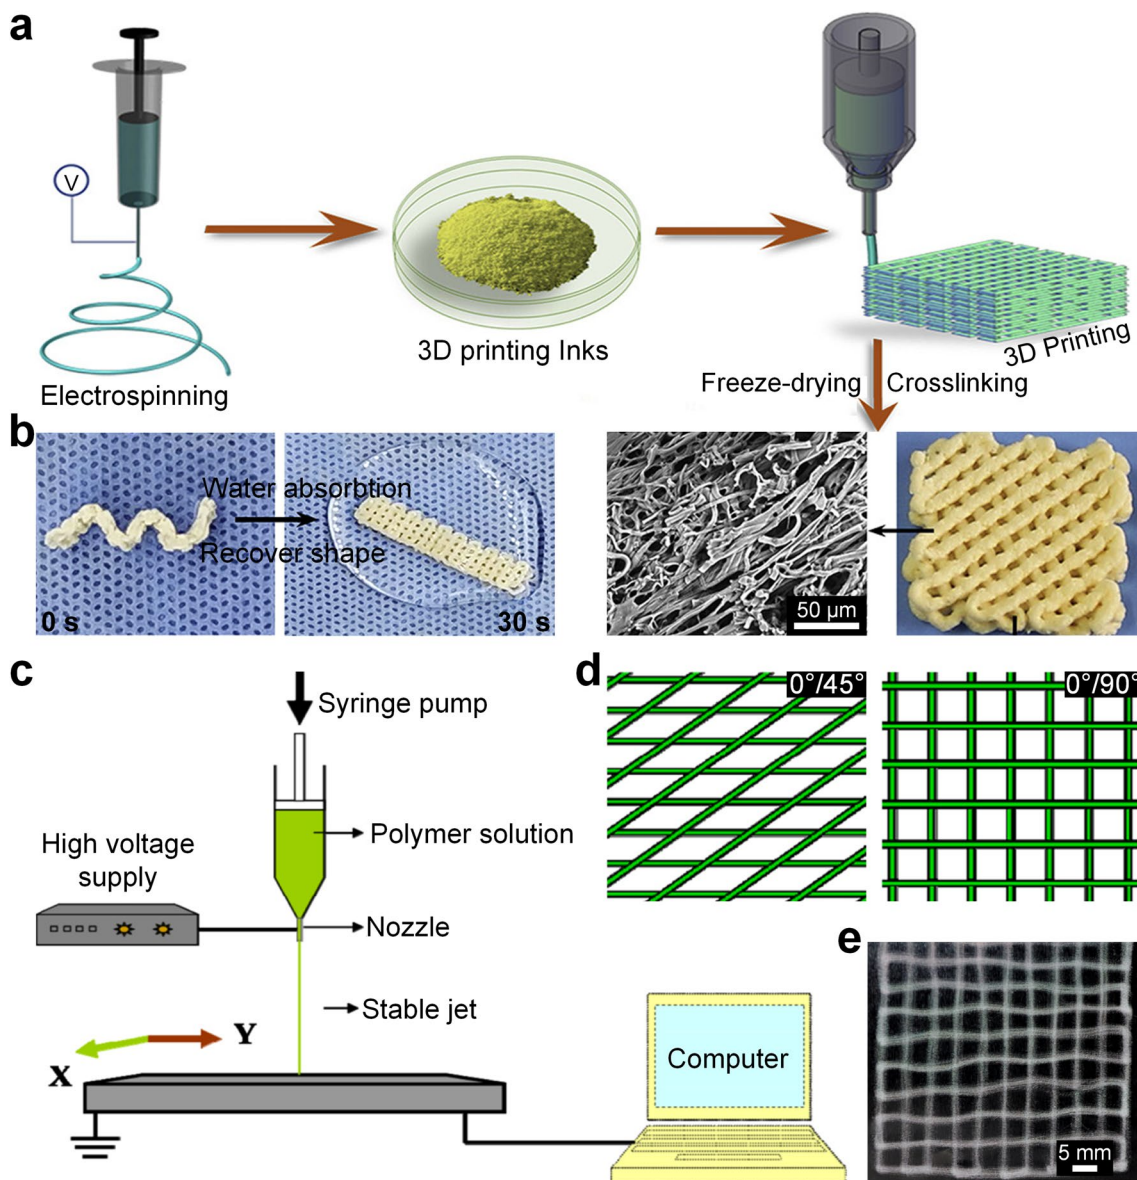 a
V
Electrospinning
3D printing Inks
3D Printing
Freeze-drying
Crosslinking
b
Water absorbtion
Recover shape
0 s
30 s
50 µm
c
Syringe pump
Polymer solution
High voltage
supply
Nozzle
Stable jet
X
Y
Computer
d
0°/45°
0°/90°
e
5 mm